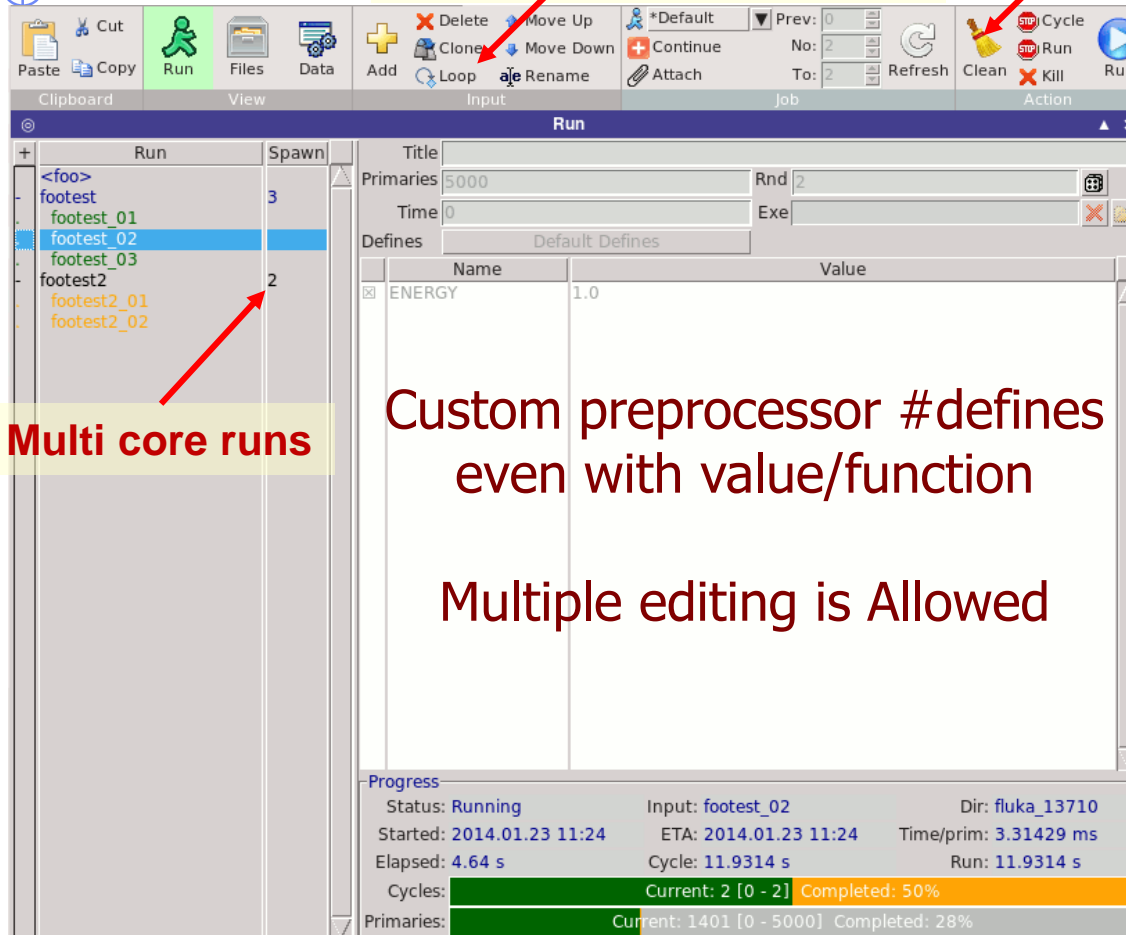 Cut
Copy
Paste
Run
Files
Data
Add
Delete
Clone
Loop
Move Up
Move Down
Rename
*Default
Continue
Attach
Prev: 0
No: 2
To: 2
Refresh
Clean
STOP Cycle
STOP Run
Kill
Clipboard
View
Input
Job
Action
Run
+ Run Spawn
<foo>
- footest 3
. footest_01
. footest_02
. footest_03
- footest2 2
. footest2_01
. footest2_02
Multi core runs
Title
Primaries 5000 Rnd 2
Time 0 Exe
Defines Default Defines
Name Value
ENERGY 1.0
Custom preprocessor #defines
even with value/function
Multiple editing is Allowed
Progress
Status: Running Input: footest_02 Dir: fluka_13710
Started: 2014.01.23 11:24 ETA: 2014.01.23 11:24 Time/prim: 3.31429 ms
Elapsed: 4.64 s Cycle: 11.9314 s Run: 11.9314 s
Cycles: Current: 2 [0 - 2] Completed: 50%
Primaries: Current: 1401 [0 - 5000] Completed: 28%